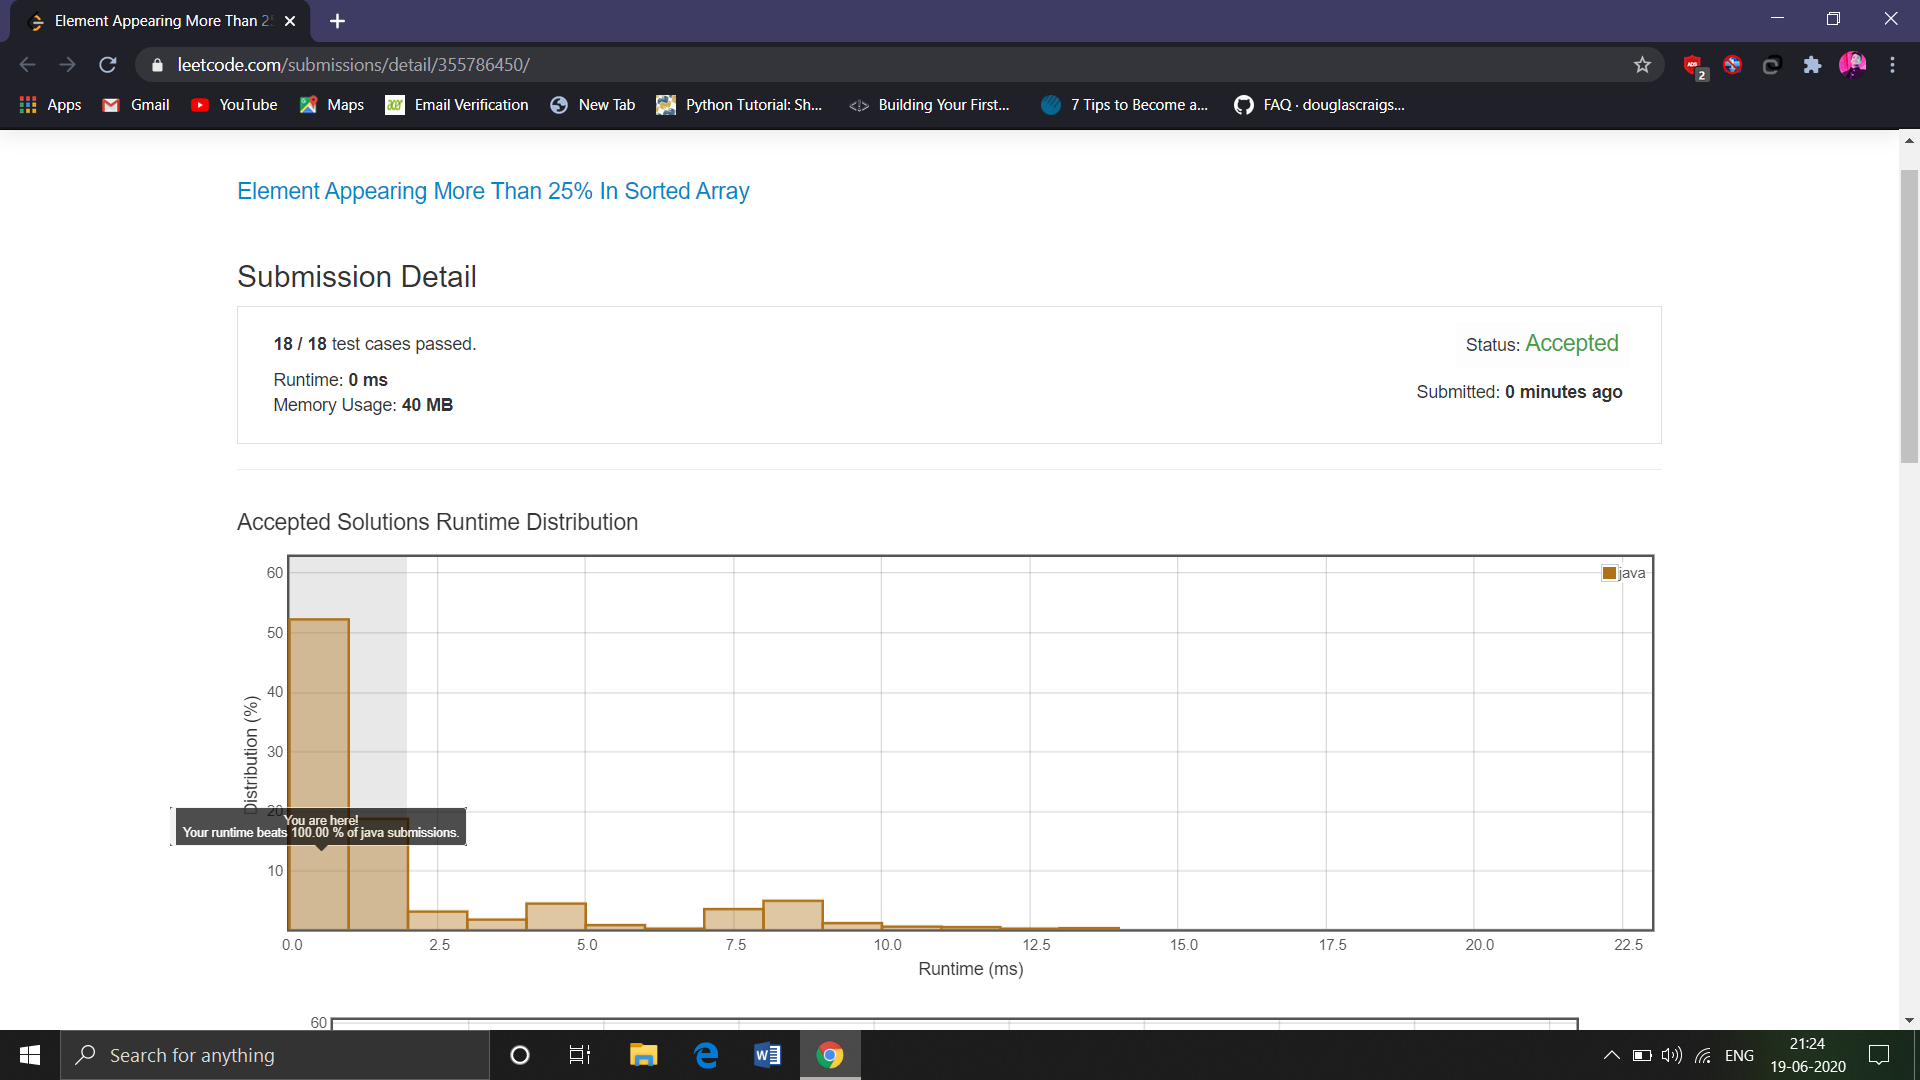 Element Appearing More Than 25
leetcode.com/submissions/detail/355786450/
ADS
2
Apps
Gmail
YouTube
Maps
acer
Email Verification
New Tab
Python Tutorial: Sh...
Building Your First...
7 Tips to Become a...
FAQ · douglascraigs...
Element Appearing More Than 25% In Sorted Array
Submission Detail
18 / 18 test cases passed.
Status: Accepted
Runtime: 0 ms
Submitted: 0 minutes ago
Memory Usage: 40 MB
Accepted Solutions Runtime Distribution
java
60
50
40
30
20
10
Distribution (%)
You are here!
Your runtime beats 100.00 % of java submissions.
0.0 2.5 5.0 7.5 10.0 12.5 15.0 17.5 20.0 22.5
Runtime (ms)
60
Search for anything
ENG
21:24
19-06-2020